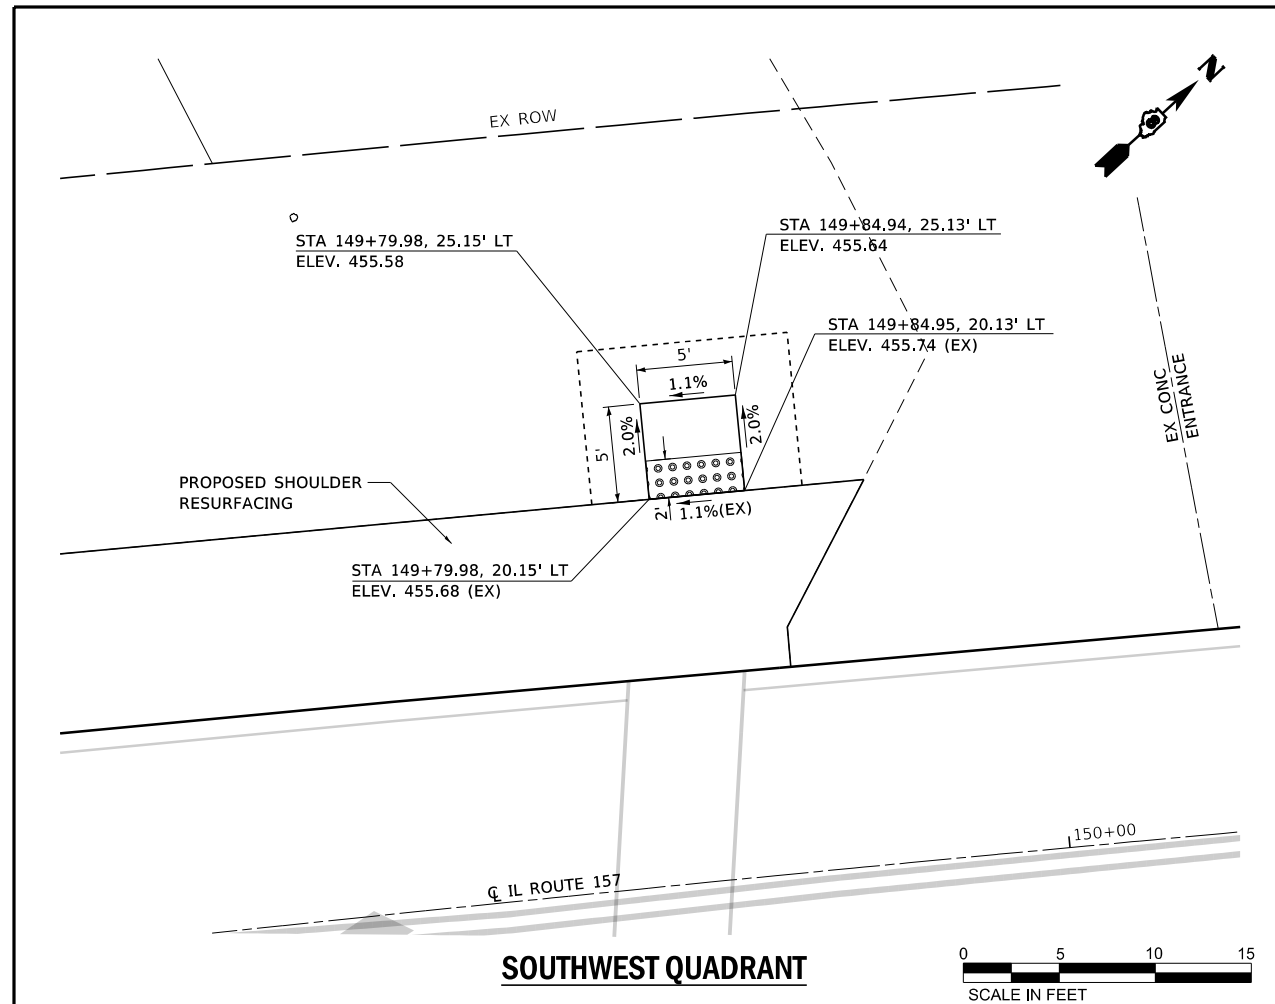 N
EX ROW
STA 149+79.98, 25.15' LT
ELEV. 455.58
STA 149+84.94, 25.13' LT
ELEV. 455.64
STA 149+84.95, 20.13' LT
ELEV. 455.74 (EX)
5'
1.1%
2.0%
2.0%
5'
EX CONC
ENTRANCE
PROPOSED SHOULDER
RESURFACING
2'
1.1%(EX)
STA 149+79.98, 20.15' LT
ELEV. 455.68 (EX)
150+00
℄ IL ROUTE 157
SOUTHWEST QUADRANT
0 5 10 15
SCALE IN FEET